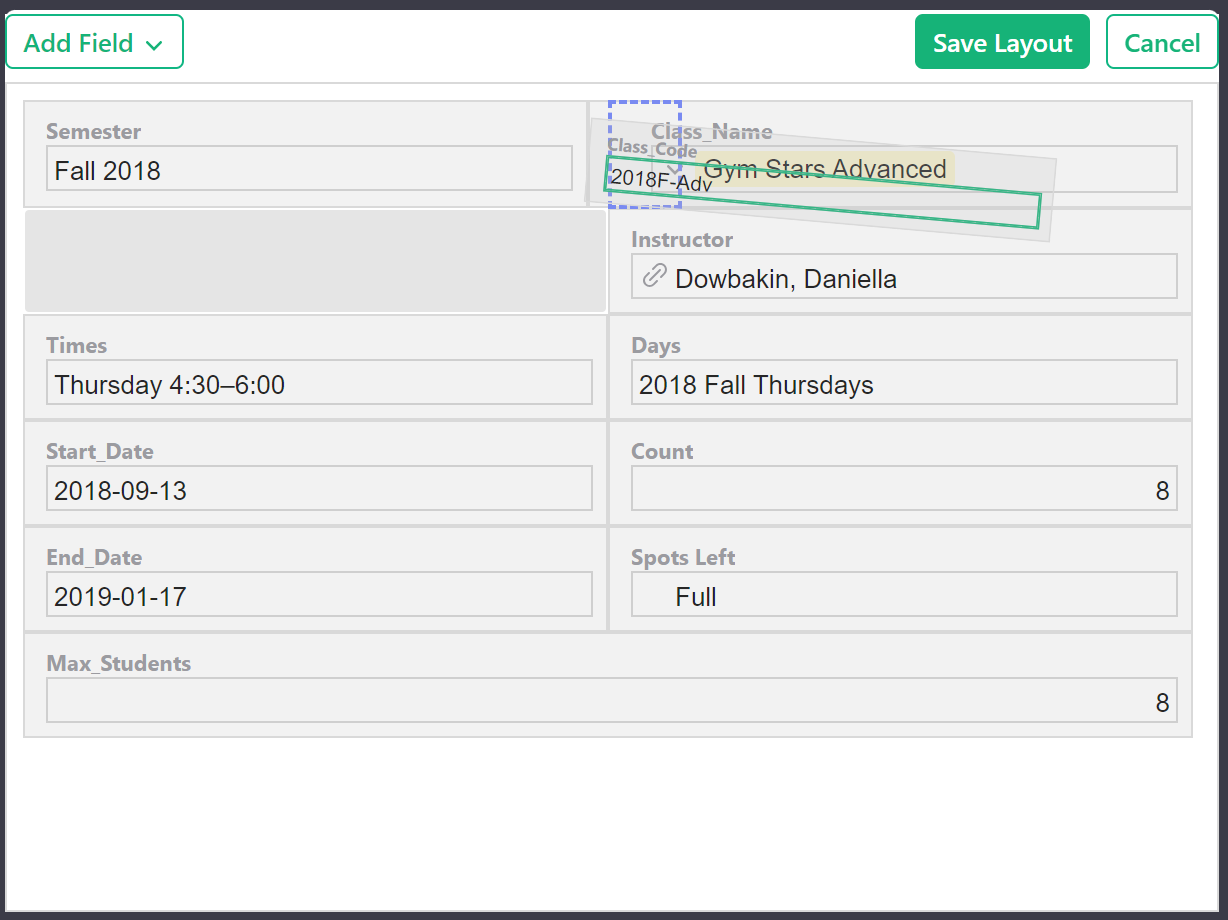 Add Field
Save Layout
Cancel
Semester
Fall 2018
Class_Name
Gym Stars Advanced
Class_Code
2018F-Adv
Instructor
Dowbakin, Daniella
Times
Thursday 4:30–6:00
Days
2018 Fall Thursdays
Start_Date
2018-09-13
Count
8
End_Date
2019-01-17
Spots Left
Full
Max_Students
8